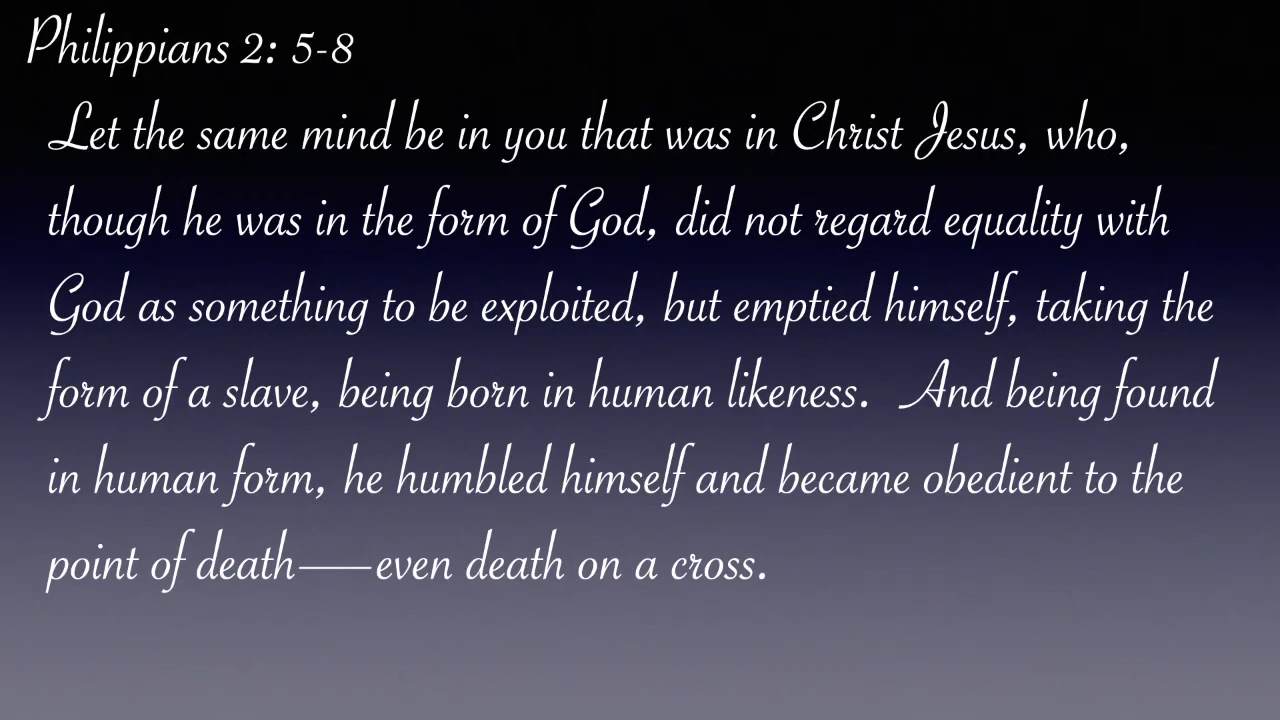 Philippians 2: 5-8
Let the same mind be in you that was in Christ Jesus, who,
though he was in the form of God, did not regard equality with
God as something to be exploited, but emptied himself, taking the
form of a slave, being born in human likeness.  And being found
in human form, he humbled himself and became obedient to the
point of death—even death on a cross.